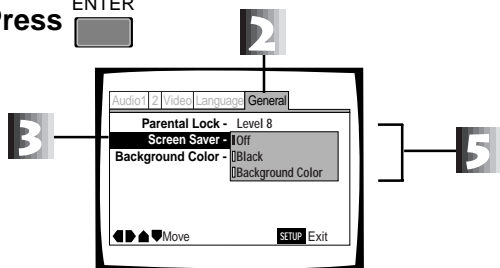 ENTER
Press
2
Audio1 2 Video Language General
Parental Lock - Level 8
3
Screen Saver - Off
5
Background Color - Black
Background Color
Move SETUP Exit